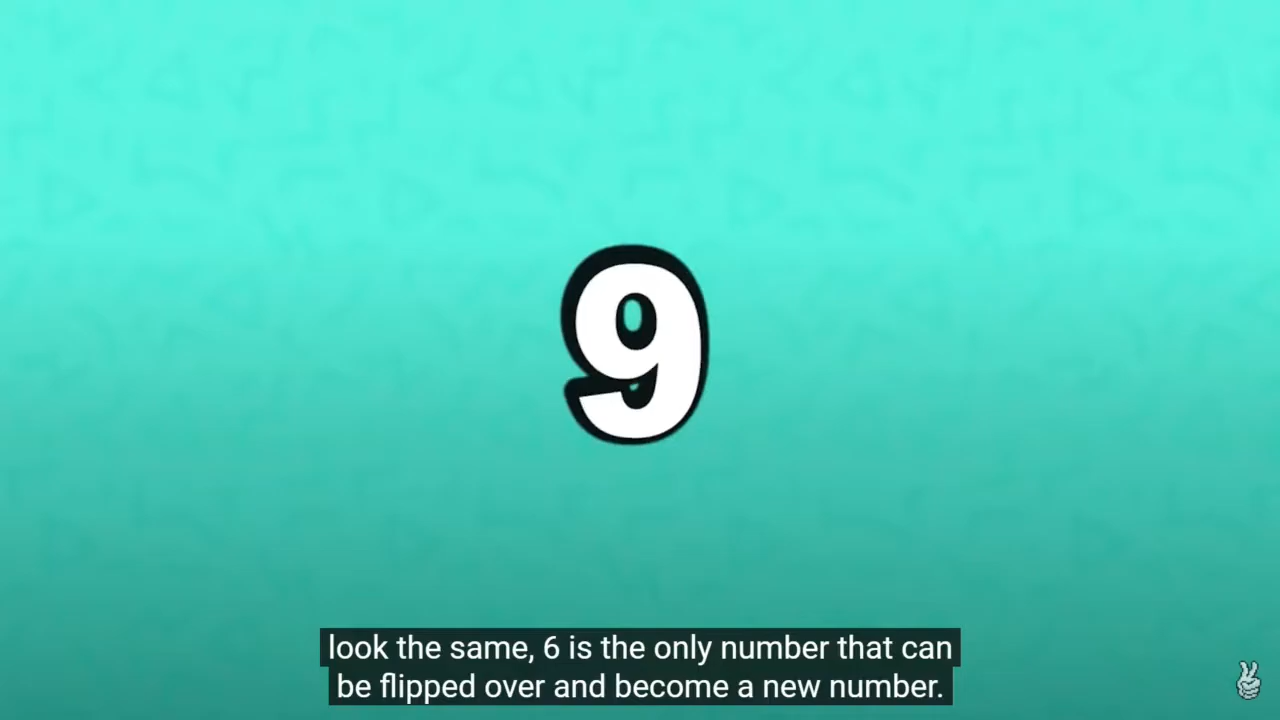 9
look the same, 6 is the only number that can
be flipped over and become a new number.